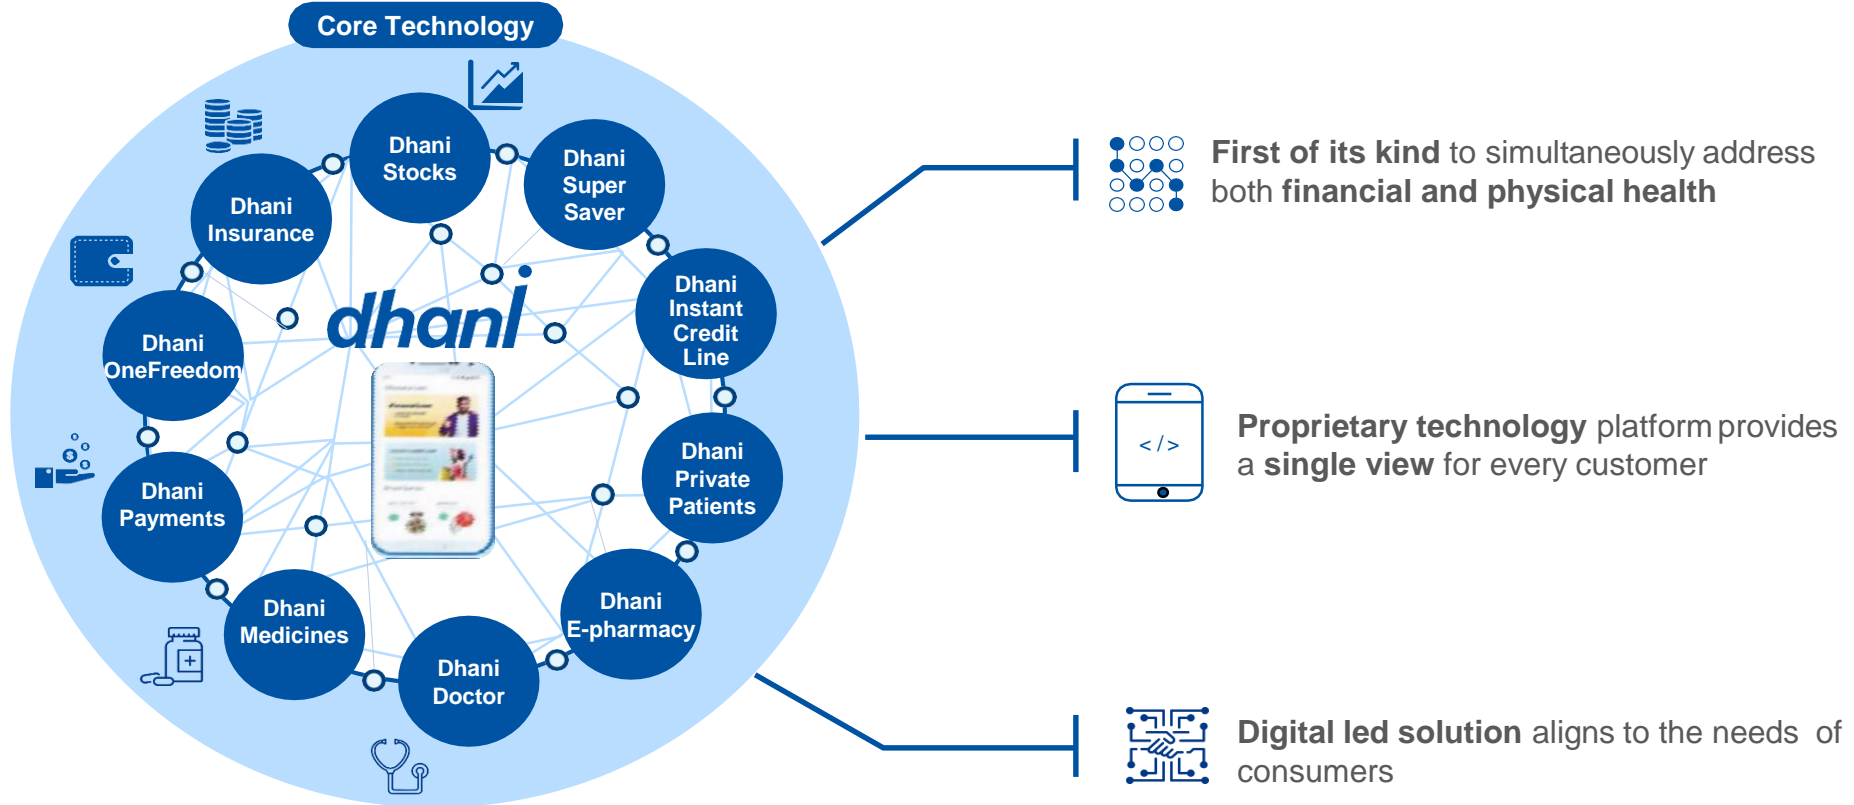 Core Technology
Dhani
Stocks
Dhani
Super
Saver
Dhani
Insurance
Dhani
Instant
Credit
Line
Dhani
OneFreedom
dhani
Dhani
Private
Patients
Dhani
Payments
Dhani
E-pharmacy
Dhani
Medicines
Dhani
Doctor
First of its kind to simultaneously address
both financial and physical health
</>
Proprietary technology platform provides
a single view for every customer
Digital led solution aligns to the needs of
consumers